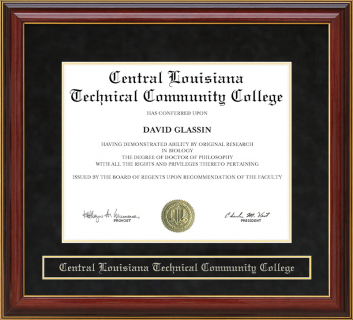 Central Louisiana
Technical Community College
HAS CONFERRED UPON
DAVID GLASSIN
HAVING DEMONSTRATED ABILITY BY ORIGINAL RESEARCH
IN BIOLOGY
THE DEGREE OF DOCTOR OF PHILOSOPHY
WITH ALL THE RIGHTS AND PRIVILEGES THERETO PERTAINING
ISSUED BY THE BOARD OF REGENTS UPON RECOMMENDATION OF THE FACULTY
PROVOST
PRESIDENT
Central Louisiana Technical Community College